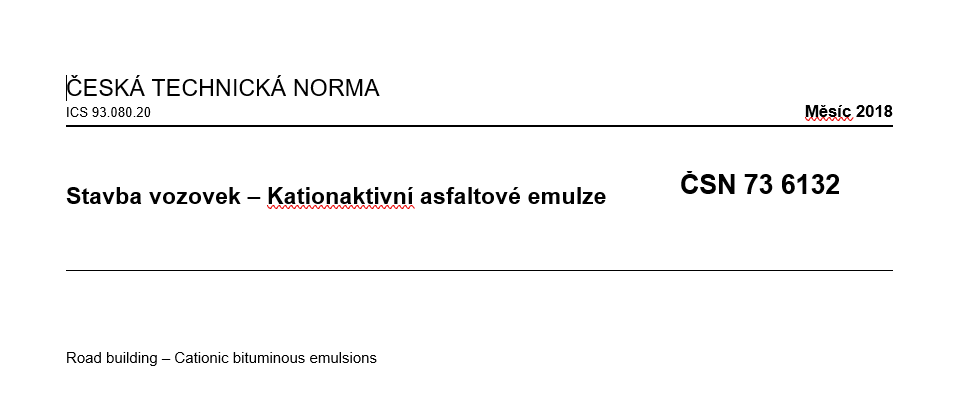 ČESKÁ TECHNICKÁ NORMA
ICS 93.080.20
Měsíc 2018
Stavba vozovek – Kationaktivní asfaltové emulze
ČSN 73 6132
Road building – Cationic bituminous emulsions